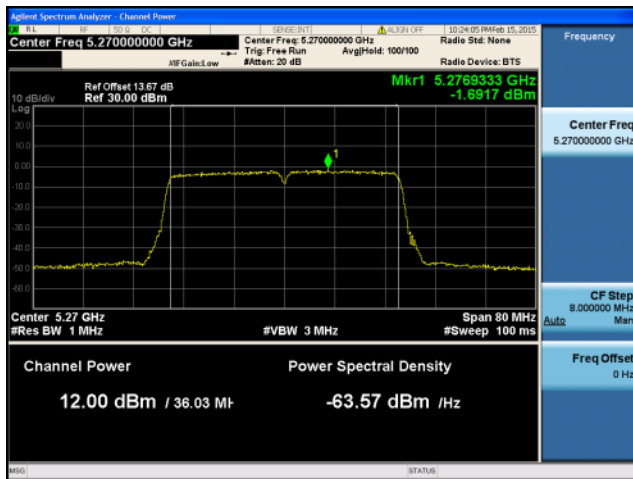 Agilent Spectrum Analyzer - Channel Power
RL RF 50 Ω DC SENSE:INT ALIGN OFF 10:24:05 PM Feb 15, 2015
Center Freq 5.270000000 GHz Center Freq: 5.270000000 GHz Radio Std: None
Trig: Free Run Avg|Hold: 100/100
#IFGain:Low #Atten: 20 dB Radio Device: BTS
Mkr1 5.2769333 GHz
-1.6917 dBm
Ref Offset 13.67 dB
10 dB/div Ref 30.00 dBm
Log
20.0
10.0
0.00
-10.0
-20.0
-30.0
-40.0
-50.0
-60.0
1
Center 5.27 GHz Span 80 MHz
#Res BW 1 MHz #VBW 3 MHz #Sweep 100 ms
Channel Power Power Spectral Density
12.00 dBm / 36.03 MH -63.57 dBm /Hz
MSG STATUS
Frequency
Center Freq
5.270000000 GHz
CF Step
8.000000 MHz
Auto Man
Freq Offset
0 Hz